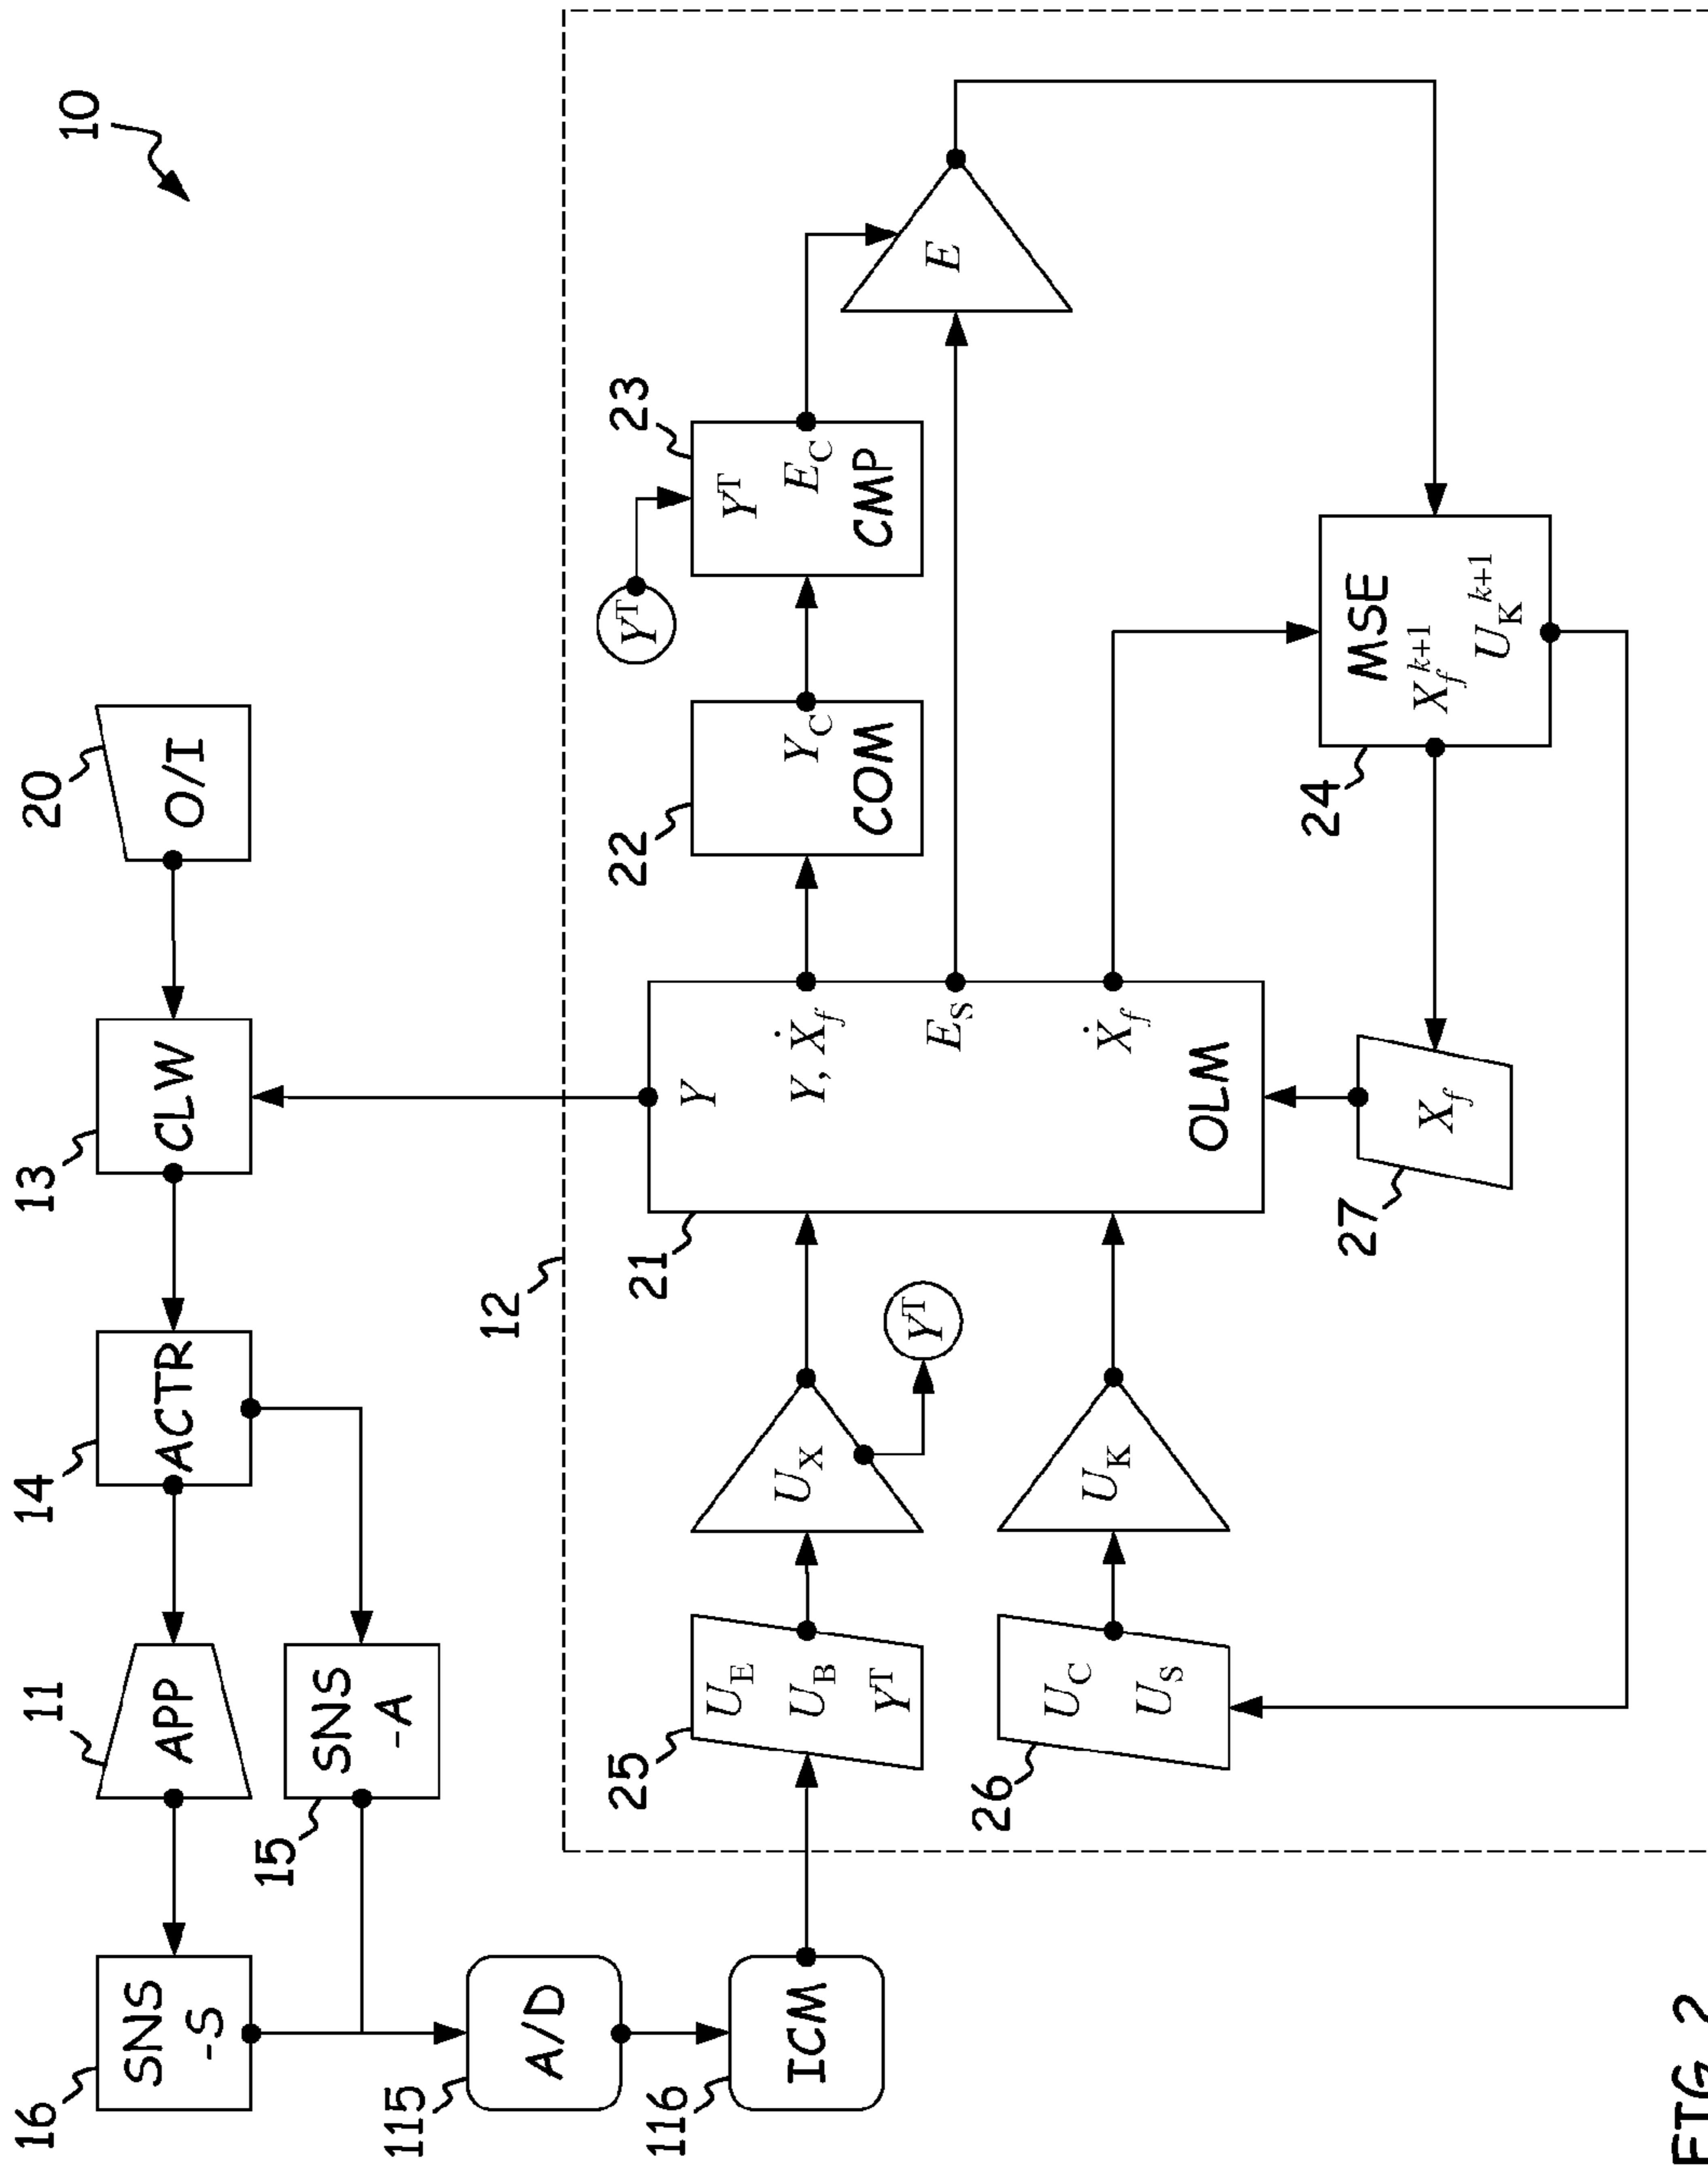 10
16
SNS
-S
11
APP
14
ACTR
13
CLW
20
O/I
15
SNS
-A
115
A/D
116
ICM
12
25
U_E
U_B
Y^T
U_X
Y^T
21
Y
Y, Ẋ_f
E_S
Ẋ_f
OLM
22
Y_C
COM
Y^T
23
Y^T
E_C
CMP
E
26
U_C
U_S
U_K
27
X_f
24
MSE
X_f^{k+1}
U_K^{k+1}
FIG. 2